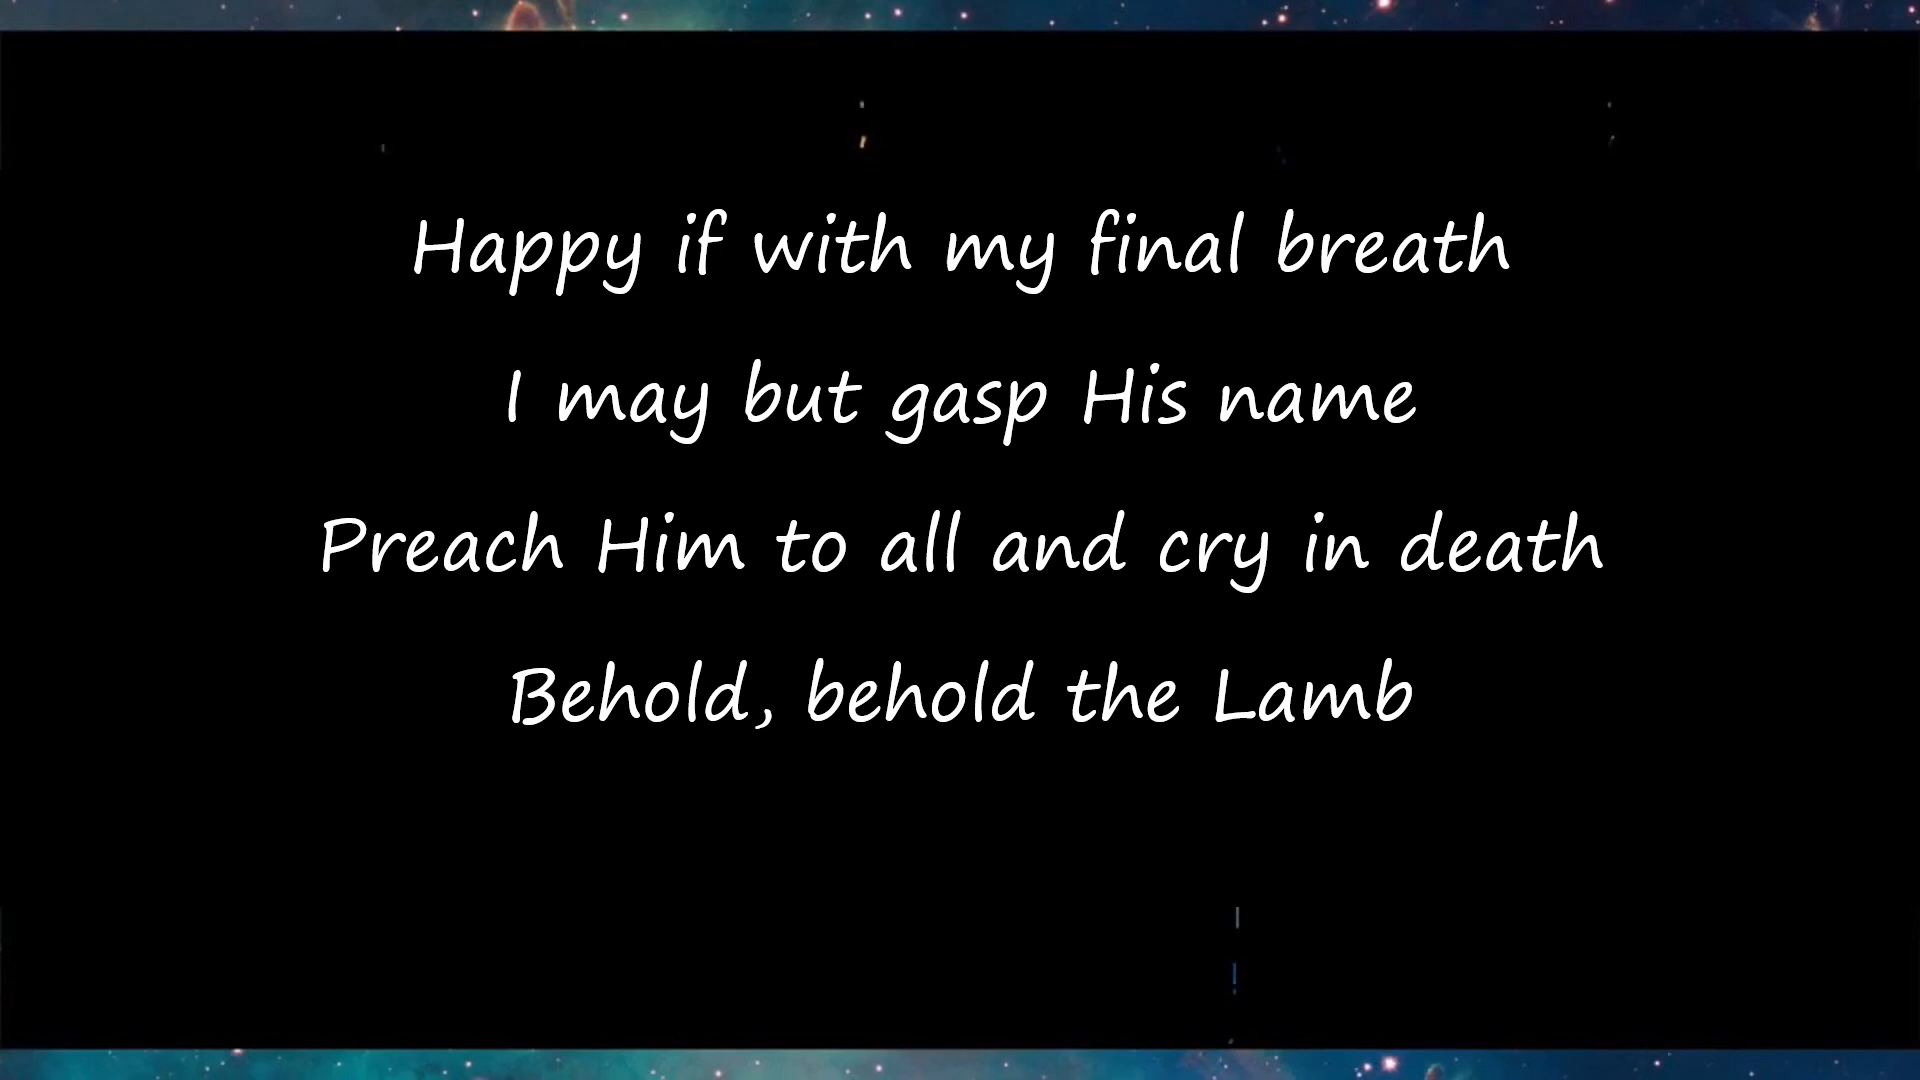 Happy if with my final breath
I may but gasp His name
Preach Him to all and cry in death
Behold, behold the Lamb